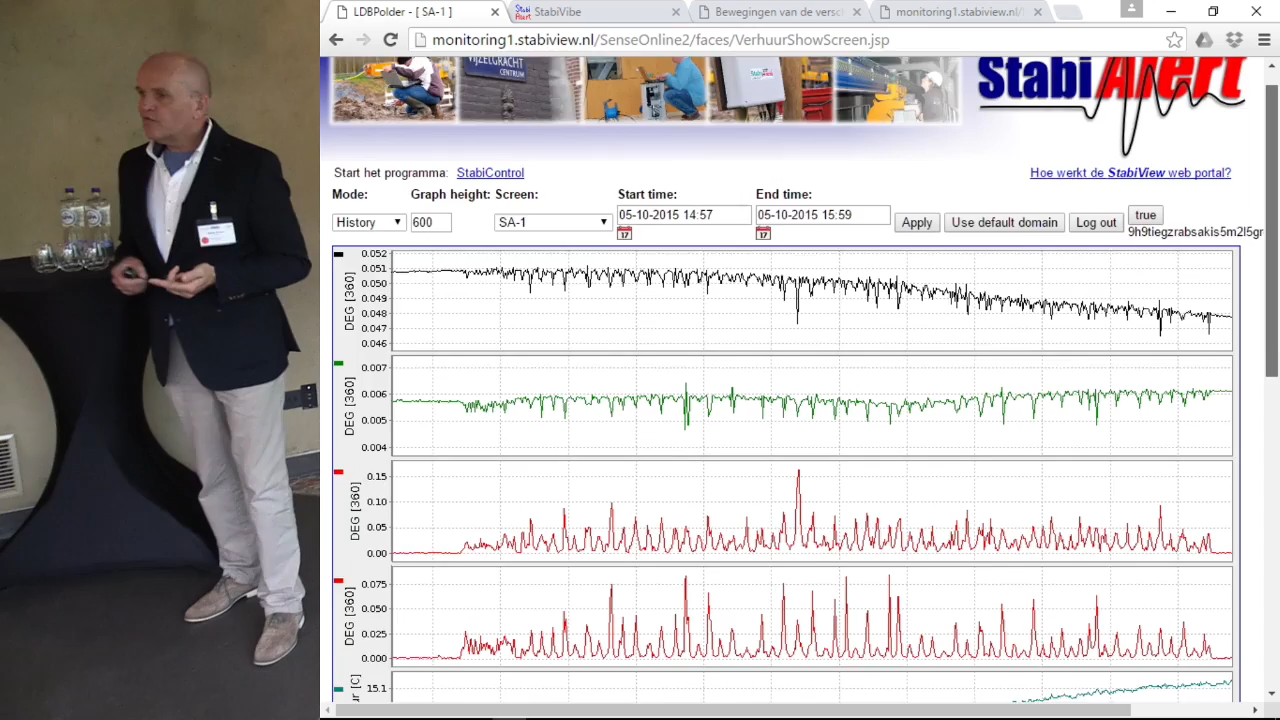 LDBPolder - [ SA-1 ]
StabiVibe
Bewegingen van de versch
monitoring1.stabiview.nl/
monitoring1.stabiview.nl/SenseOnline2/faces/VerhuurShowScreen.jsp
VIJZELGRACHT
CENTRUM
StabiAlert
Start het programma: StabiControl
Hoe werkt de StabiView web portal?
Mode: Graph height: Screen: Start time: End time:
History 600 SA-1 05-10-2015 14:57 05-10-2015 15:59 Apply Use default domain Log out true
17 17 9h9tiegzrabsakis5m2l5gr
DEG [360]
0.052
0.051
0.050
0.049
0.048
0.047
0.046
DEG [360]
0.007
0.006
0.005
0.004
DEG [360]
0.15
0.10
0.05
0.00
DEG [360]
0.075
0.050
0.025
0.000
ur [C]
15.1